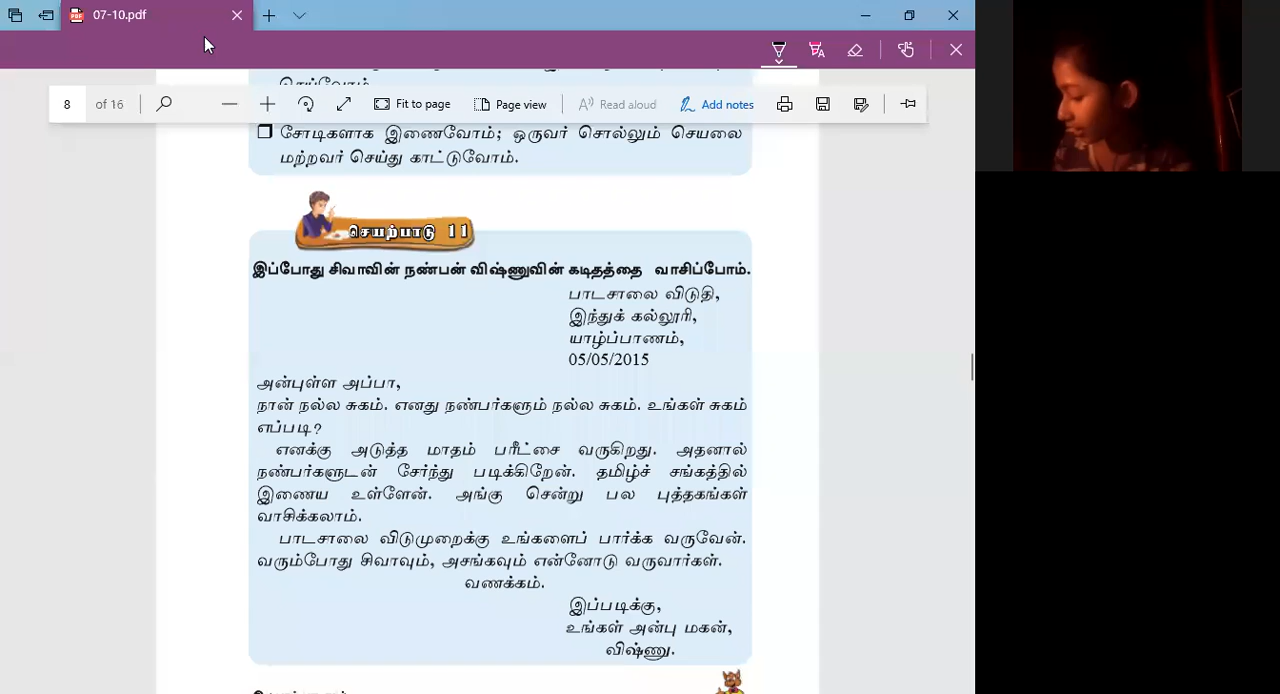 07-10.pdf
செய்வோம்
8 of 16 Fit to page Page view Read aloud Add notes
சோடிகளாக இணைவோம்; ஒருவர் சொல்லும் செயலை
மற்றவர் செய்து காட்டுவோம்.
செயற்பாடு 11
இப்போது சிவாவின் நண்பன் விஷ்ணுவின் கடிதத்தை வாசிப்போம்.
பாடசாலை விடுதி,
இந்துக் கல்லூரி,
யாழ்ப்பாணம்,
05/05/2015
அன்புள்ள அப்பா,
நான் நல்ல சுகம். எனது நண்பர்களும் நல்ல சுகம். உங்கள் சுகம்
எப்படி?
எனக்கு அடுத்த மாதம் பரீட்சை வருகிறது. அதனால்
நண்பர்களுடன் சேர்ந்து படிக்கிறேன். தமிழ்ச் சங்கத்தில்
இணைய உள்ளேன். அங்கு சென்று பல புத்தகங்கள்
வாசிக்கலாம்.
பாடசாலை விடுமுறைக்கு உங்களைப் பார்க்க வருவேன்.
வரும்போது சிவாவும், அசங்கவும் என்னோடு வருவார்கள்.
வணக்கம்.
இப்படிக்கு,
உங்கள் அன்பு மகன்,
விஷ்ணு.